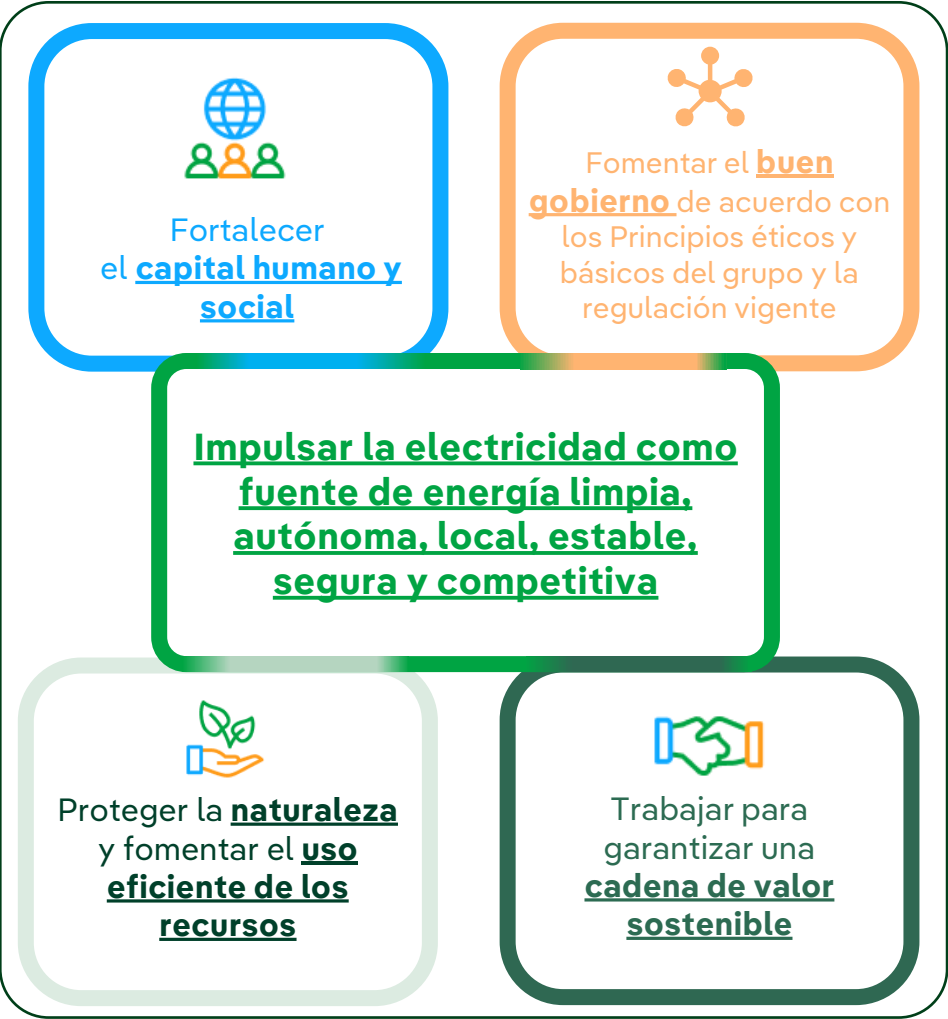 Fortalecer
el capital humano y
social
Fomentar el buen
gobierno de acuerdo con
los Principios éticos y
básicos del grupo y la
regulación vigente
Impulsar la electricidad como
fuente de energía limpia,
autónoma, local, estable,
segura y competitiva
Proteger la naturaleza
y fomentar el uso
eficiente de los
recursos
Trabajar para
garantizar una
cadena de valor
sostenible